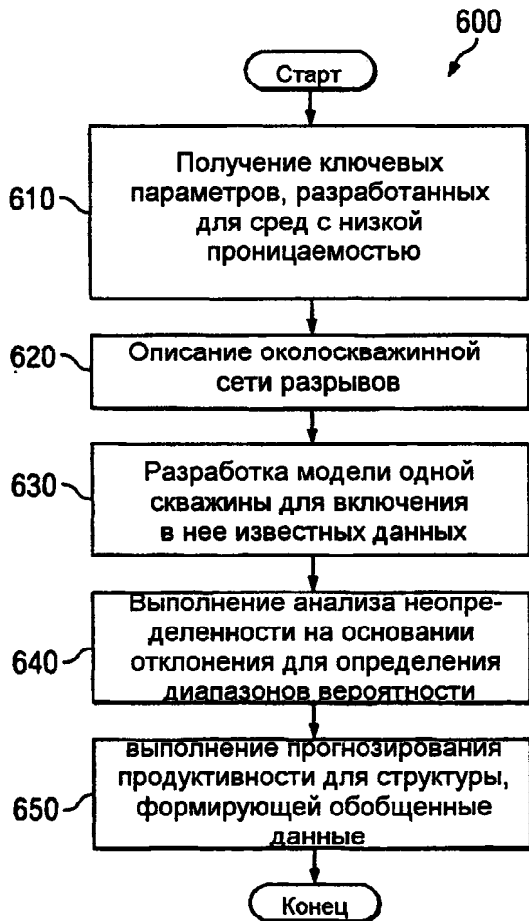 600
Старт
610
Получение ключевых
параметров, разработанных
для сред с низкой
проницаемостью
620
Описание околоскважинной
сети разрывов
630
Разработка модели одной
скважины для включения
в нее известных данных
640
Выполнение анализа неопре-
деленности на основании
отклонения для определения
диапазонов вероятности
650
выполнение прогнозирования
продуктивности для структуры,
формирующей обобщенные
данные
Конец